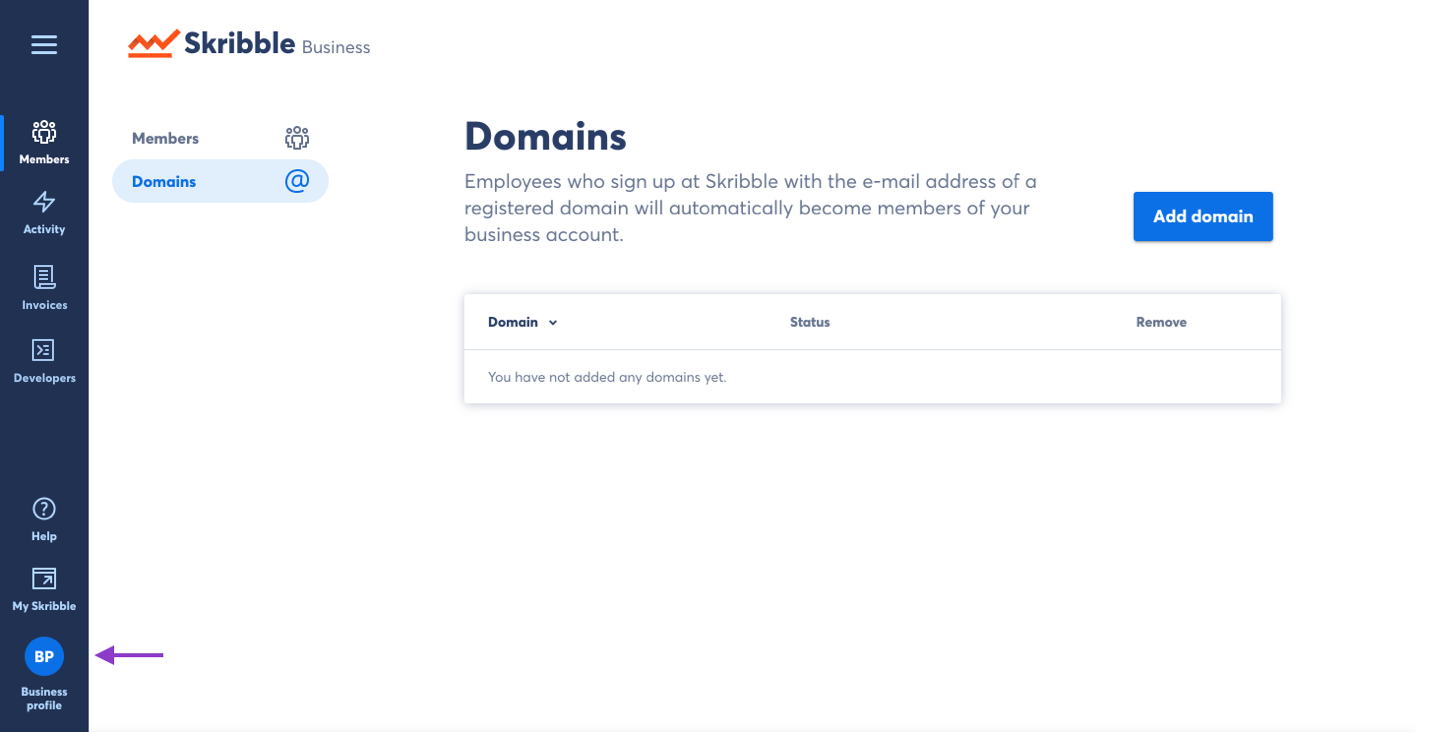 Skribble Business
Members
Activity
Invoices
Developers
Help
My Skribble
BP
Business
profile
Members
Domains
Domains
Employees who sign up at Skribble with the e-mail address of a
registered domain will automatically become members of your
business account.
Add domain
Domain Status Remove
You have not added any domains yet.